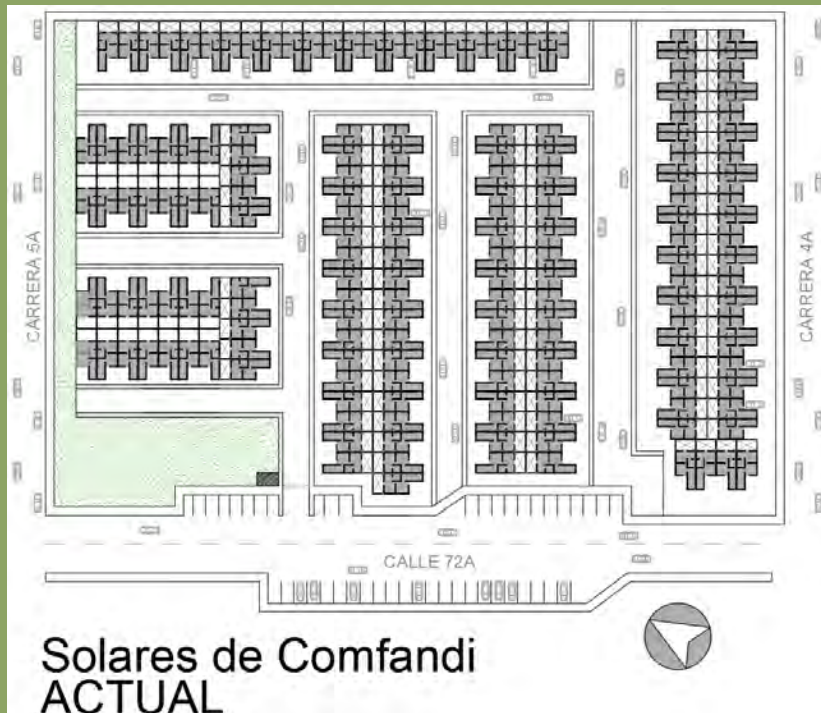 CARRERA 5A
CARRERA 4A
CALLE 72A
Solares de Comfandi
ACTUAL